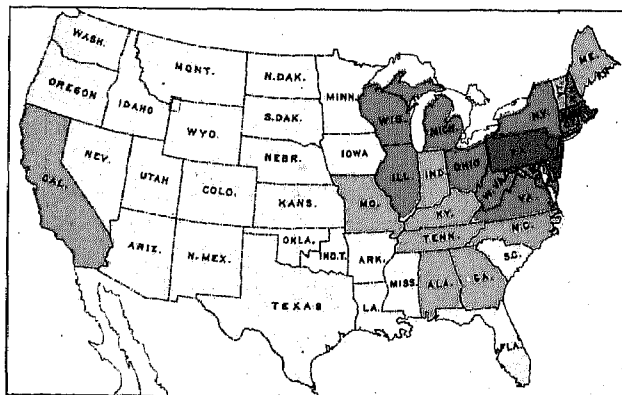 WASH.
MONT.
N.DAK.
MINN.
ME.
OREGON
IDAHO
S.DAK.
WIS.
MICH.
N.Y.
WYO.
IOWA
NEBR.
PA.
NEV.
UTAH
COLO.
ILL.
IND.
OHIO
W.VA.
VA.
CAL.
KANS.
MO.
KY.
N.C.
TENN.
ARIZ.
N.MEX.
OKLA.
IND.T.
ARK.
S.C.
MISS.
ALA.
GA.
TEXAS
LA.
FLA.